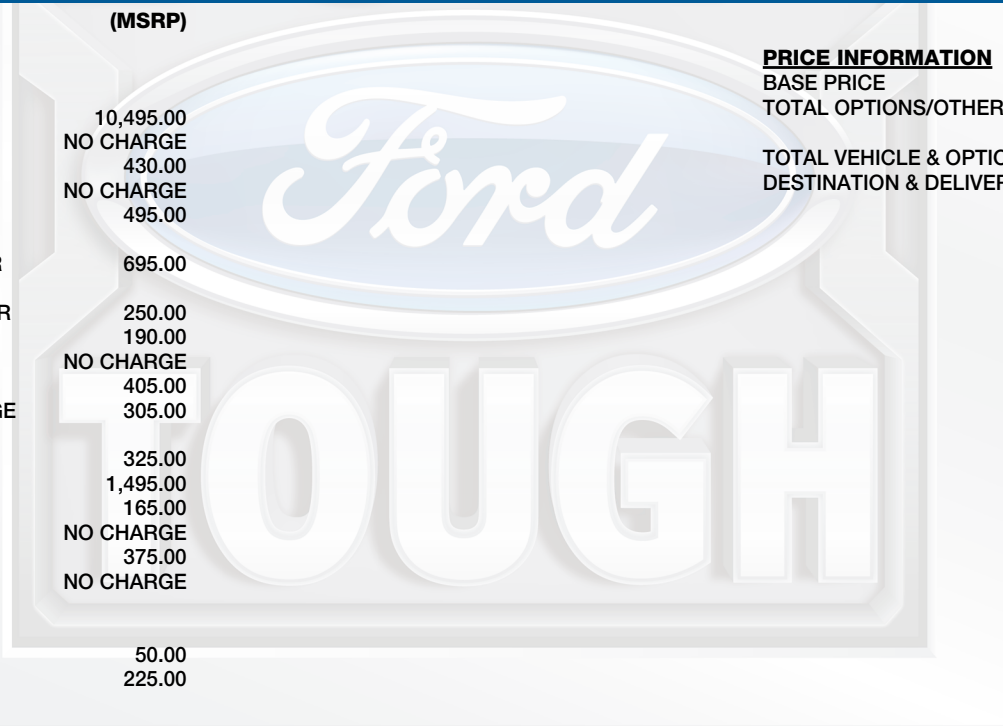 (MSRP)
10,495.00
NO CHARGE
430.00
NO CHARGE
495.00
R 695.00
R 250.00
190.00
NO CHARGE
405.00
GE 305.00
325.00
1,495.00
165.00
NO CHARGE
375.00
NO CHARGE
50.00
225.00
PRICE INFORMATION
BASE PRICE
TOTAL OPTIONS/OTHER
TOTAL VEHICLE & OPTIO
DESTINATION & DELIVER
Ford
TOUGH